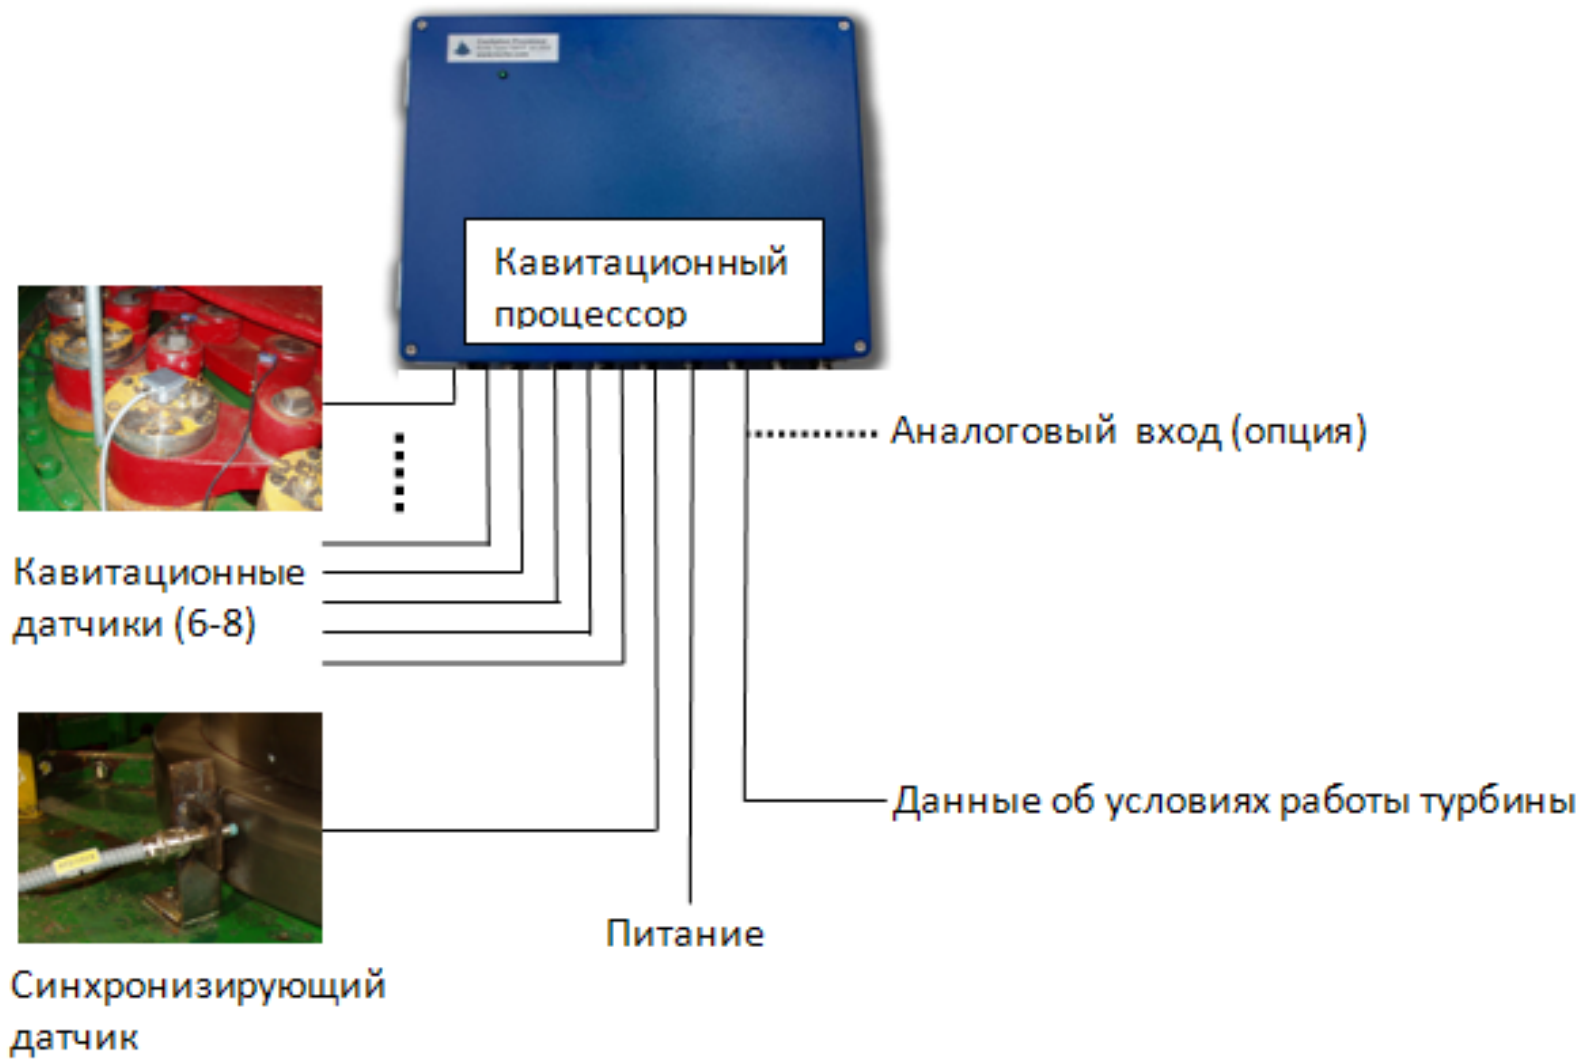 Кавитационный
процессор
Аналоговый вход (опция)
Кавитационные
датчики (6-8)
Данные об условиях работы турбины
Питание
Синхронизирующий
датчик